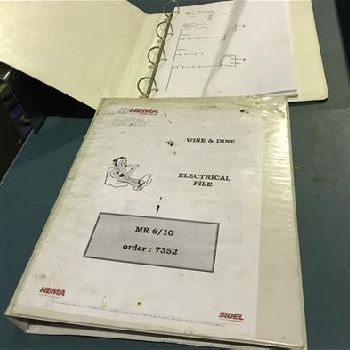 HEMA
WINE & DINE
ELECTRICAL
FILE
MR 6/10
order : 7352
HEMA
SIDEL